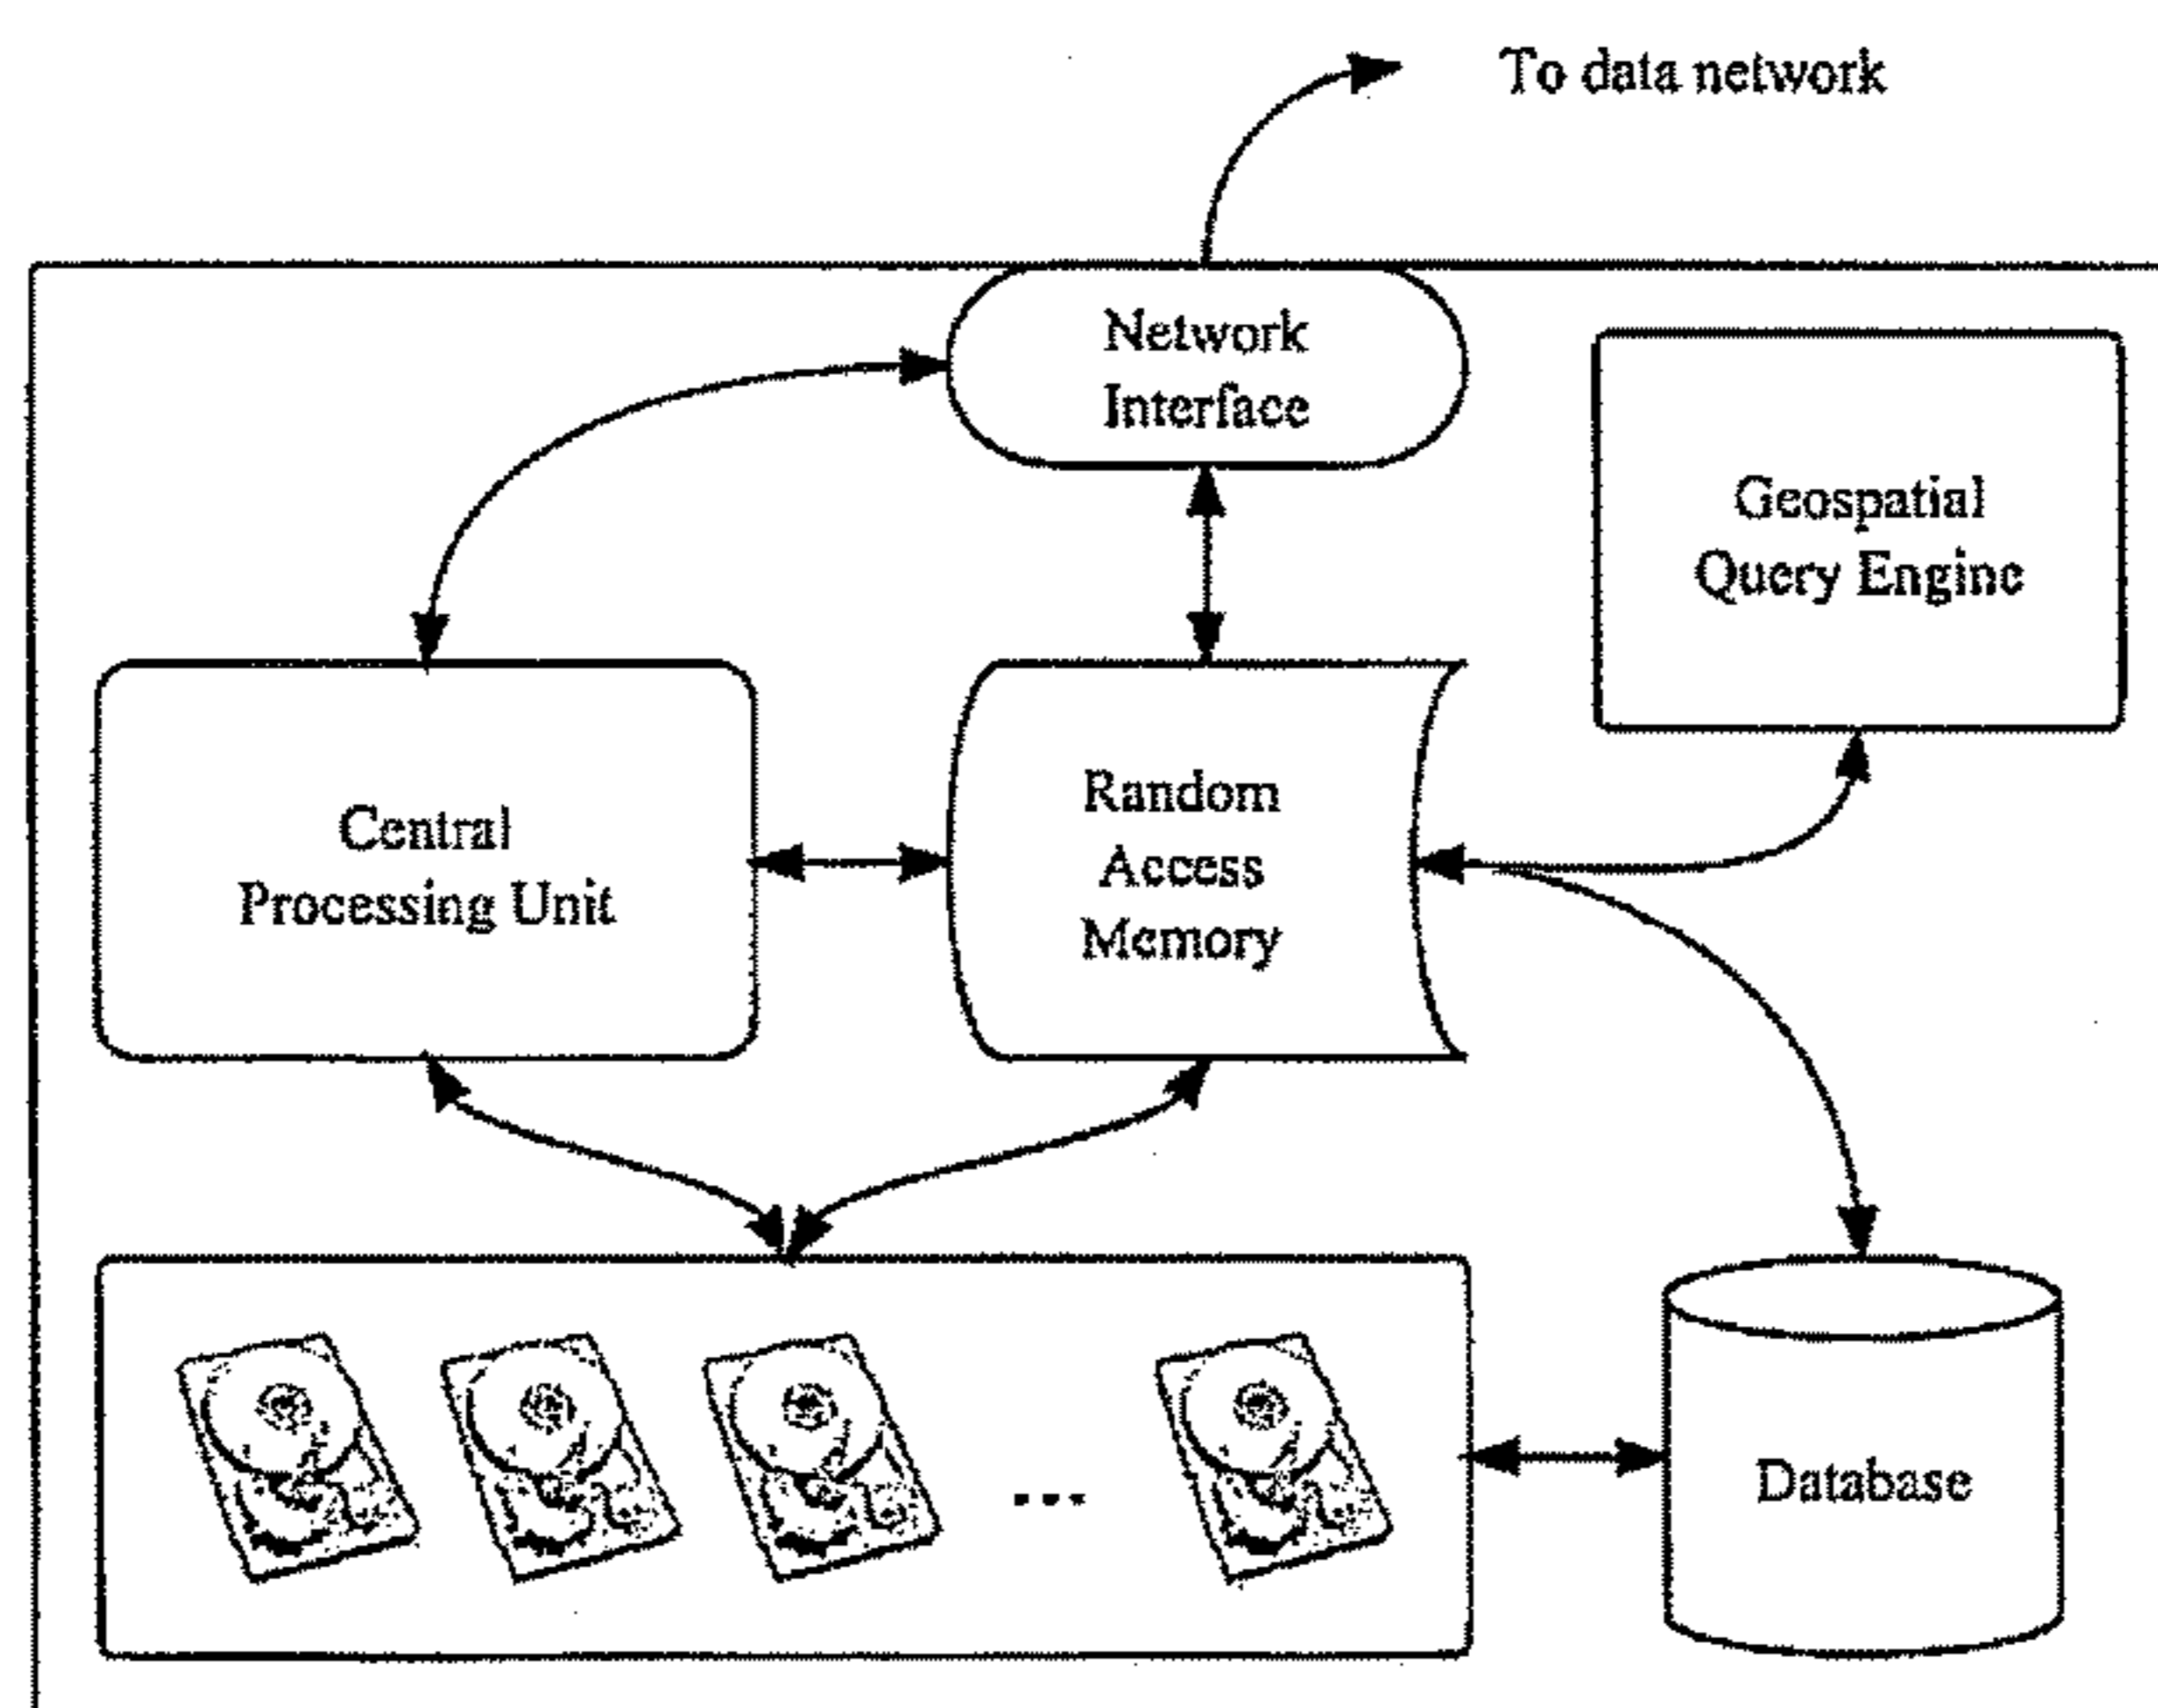 To data network
Network
Interface
Geospatial
Query Engine
Central
Processing Unit
Random
Access
Memory
...
Database